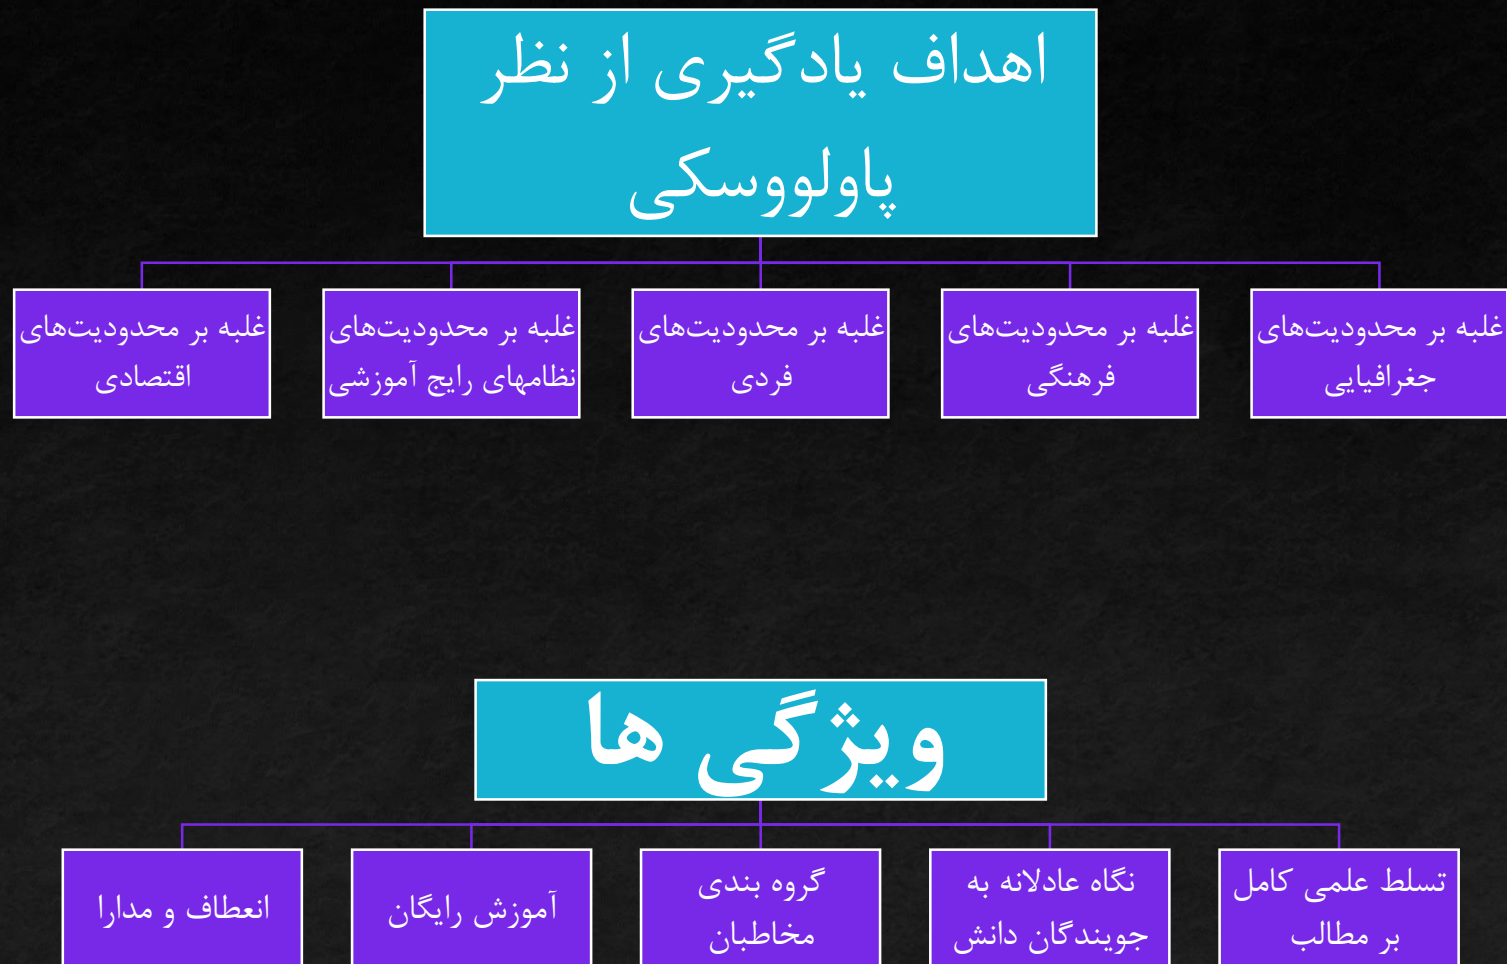 اهداف یادگیری از نظر
پاولووسکی
غلبه بر محدودیت‌های
جغرافیایی
غلبه بر محدودیت‌های
فرهنگی
غلبه بر محدودیت‌های
فردی
غلبه بر محدودیت‌های
نظامهای رایج آموزشی
غلبه بر محدودیت‌های
اقتصادی
ویژگی ها
تسلط علمی کامل
بر مطالب
نگاه عادلانه به
جویندگان دانش
گروه بندی
مخاطبان
آموزش رایگان
انعطاف و مدارا